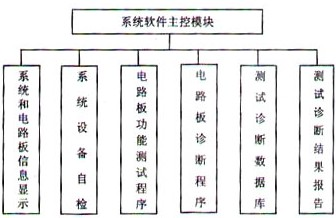 系统软件主控模块
系统和电路板信息显示
系统设备自检
电路板功能测试程序
电路板诊断程序
测试诊断数据库
测试诊断结果报告